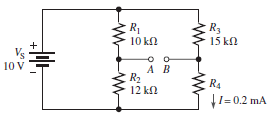 R1
10 kΩ
R3
15 kΩ
+
VS
10 V
−
A B
R2
12 kΩ
R4
I = 0.2 mA